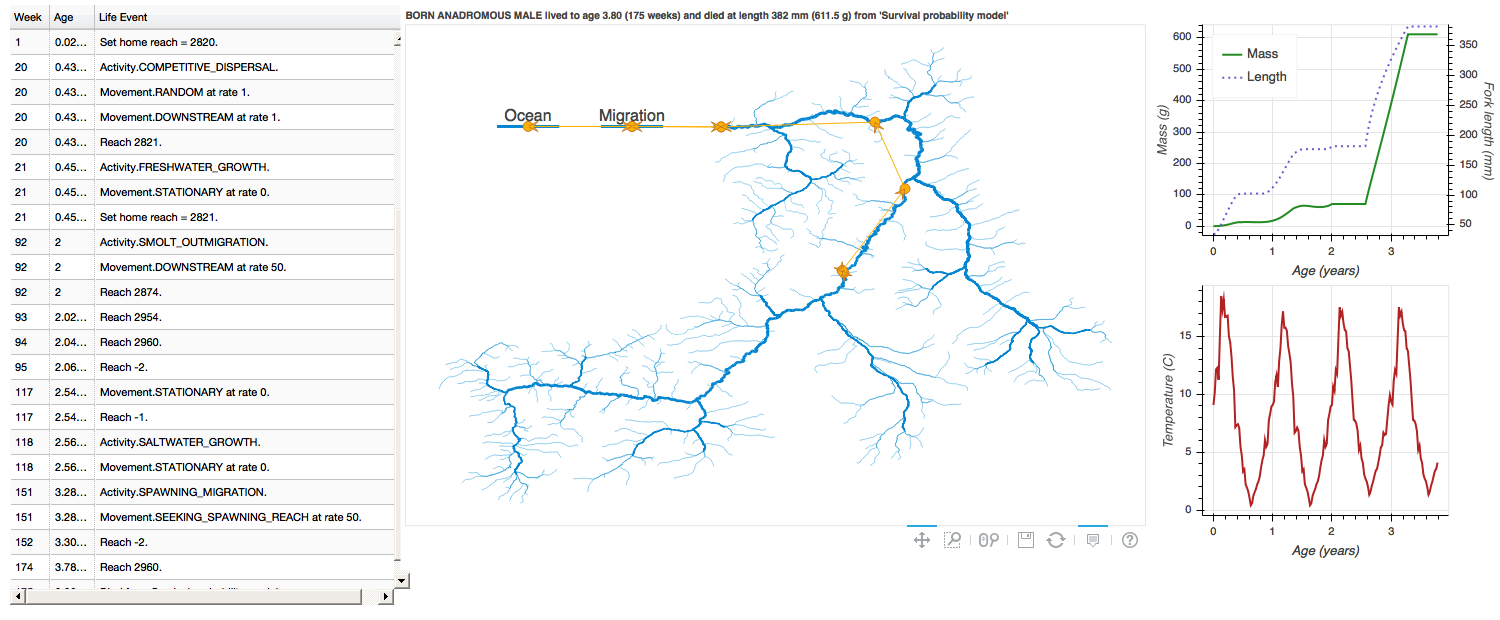 Week Age Life Event
1 0.02... Set home reach = 2820.
20 0.43... Activity.COMPETITIVE_DISPERSAL.
20 0.43... Movement.RANDOM at rate 1.
20 0.43... Movement.DOWNSTREAM at rate 1.
20 0.43... Reach 2821.
21 0.45... Activity.FRESHWATER_GROWTH.
21 0.45... Movement.STATIONARY at rate 0.
21 0.45... Set home reach = 2821.
92 2 Activity.SMOLT_OUTMIGRATION.
92 2 Movement.DOWNSTREAM at rate 50.
92 2 Reach 2874.
93 2.02... Reach 2954.
94 2.04... Reach 2960.
95 2.06... Reach -2.
117 2.54... Movement.STATIONARY at rate 0.
117 2.54... Reach -1.
118 2.56... Activity.SALTWATER_GROWTH.
118 2.56... Movement.STATIONARY at rate 0.
151 3.28... Activity.SPAWNING_MIGRATION.
151 3.28... Movement.SEEKING_SPAWNING_REACH at rate 50.
152 3.30... Reach -2.
174 3.78... Reach 2960.
BORN ANADROMOUS MALE lived to age 3.80 (175 weeks) and died at length 382 mm (611.5 g) from 'Survival probability model'
Ocean Migration
Mass
Length
Mass (g)
600
500
400
300
200
100
0
350
300
250
200
150
100
50
Fork length (mm)
0 1 2 3
Age (years)
Temperature (C)
15
10
5
0
0 1 2 3
Age (years)